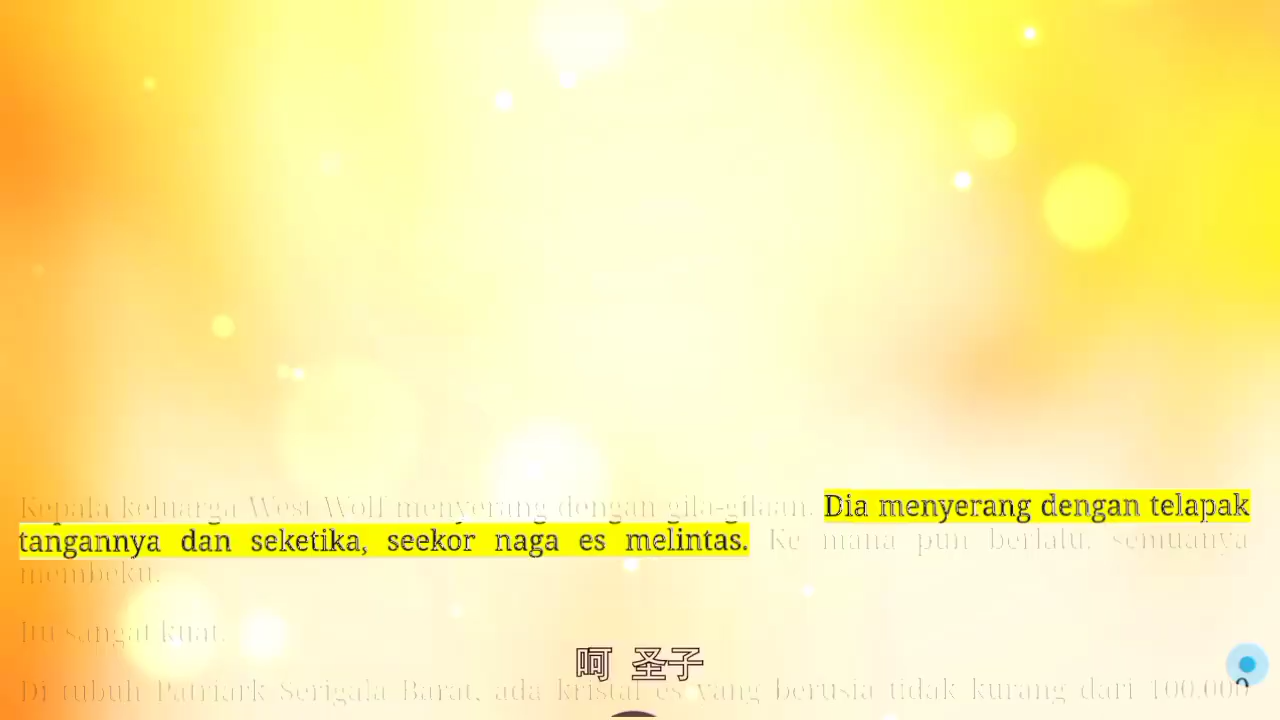 Kepala keluarga West Wolf menyerang dengan gila-gilaan. Dia menyerang dengan telapak
tangannya dan seketika, seekor naga es melintas. Ke mana pun berlalu, semuanya
membeku.
Itu sangat kuat.
呵 圣子
Di tubuh Patriark Serigala Barat, ada kristal es yang berusia tidak kurang dari 100.000